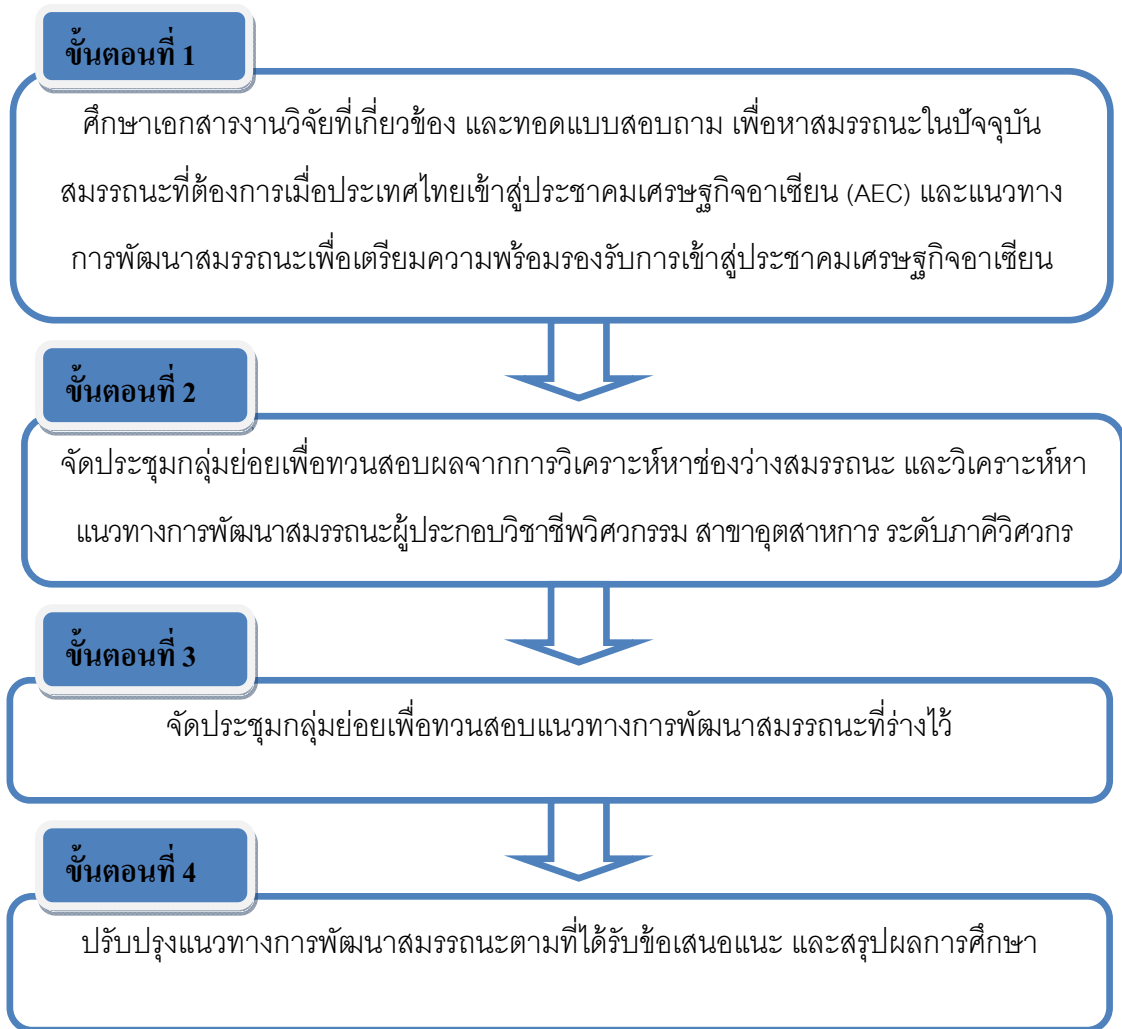 ขั้นตอนที่ 1
ศึกษาเอกสารงานวิจัยที่เกี่ยวข้อง และทอดแบบสอบถาม เพื่อหาสมรรถนะในปัจจุบัน
สมรรถนะที่ต้องการเมื่อประเทศไทยเข้าสู่ประชาคมเศรษฐกิจอาเซียน (AEC) และแนวทาง
การพัฒนาสมรรถนะเพื่อเตรียมความพร้อมรองรับการเข้าสู่ประชาคมเศรษฐกิจอาเซียน
ขั้นตอนที่ 2
จัดประชุมกลุ่มย่อยเพื่อทวนสอบผลจากการวิเคราะห์หาช่องว่างสมรรถนะ และวิเคราะห์หา
แนวทางการพัฒนาสมรรถนะผู้ประกอบวิชาชีพวิศวกรรม สาขาอุตสาหการ ระดับภาคีวิศวกร
ขั้นตอนที่ 3
จัดประชุมกลุ่มย่อยเพื่อทวนสอบแนวทางการพัฒนาสมรรถนะที่ร่างไว้
ขั้นตอนที่ 4
ปรับปรุงแนวทางการพัฒนาสมรรถนะตามที่ได้รับข้อเสนอแนะ และสรุปผลการศึกษา